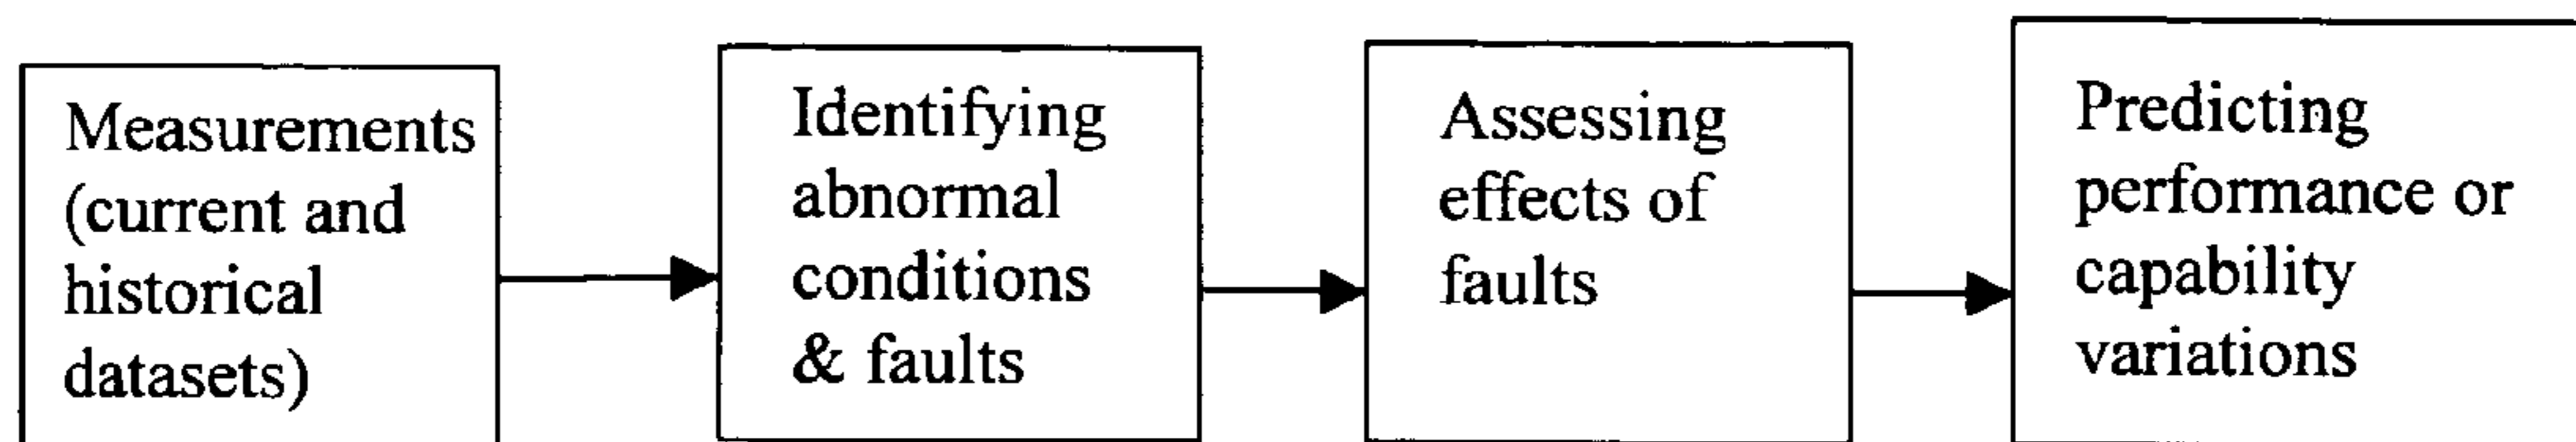 Measurements
(current and
historical
datasets)
Identifying
abnormal
conditions
& faults
Assessing
effects of
faults
Predicting
performance or
capability
variations